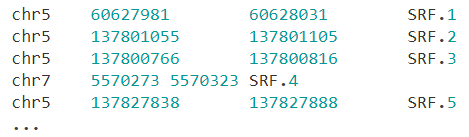 chr5 60627981 60628031 SRF.1
chr5 137801055 137801105 SRF.2
chr5 137800766 137800816 SRF.3
chr7 5570273 5570323 SRF.4
chr5 137827838 137827888 SRF.5
...